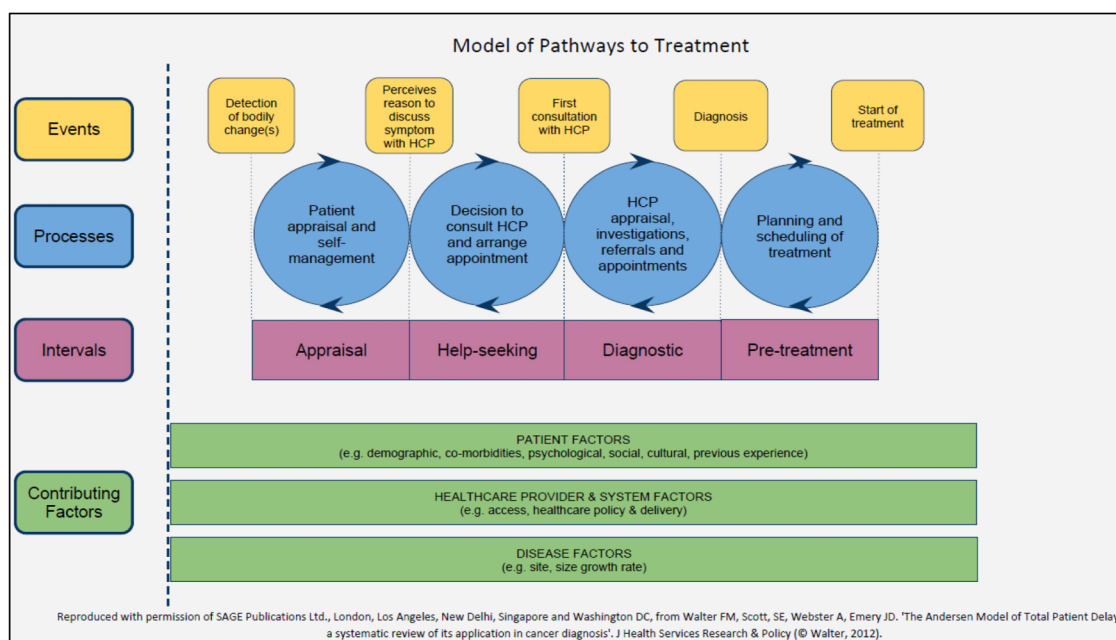 Model of Pathways to Treatment
Events
Detection
of bodily
change(s)
Perceives
reason to
discuss
symptom
with HCP
First
consultation
with HCP
Diagnosis
Start of
treatment
Processes
Patient
appraisal and
self-
management
Decision to
consult HCP
and arrange
appointment
HCP
appraisal,
investigations,
referrals and
appointments
Planning and
scheduling of
treatment
Intervals
Appraisal
Help-seeking
Diagnostic
Pre-treatment
Contributing
Factors
PATIENT FACTORS
(e.g. demographic, co-morbidities, psychological, social, cultural, previous experience)
HEALTHCARE PROVIDER & SYSTEM FACTORS
(e.g. access, healthcare policy & delivery)
DISEASE FACTORS
(e.g. site, size growth rate)
Reproduced with permission of SAGE Publications Ltd., London, Los Angeles, New Delhi, Singapore and Washington DC, from Walter FM, Scott, SE, Webster A, Emery JD. 'The Andersen Model of Total Patient Delay
a systematic review of its application in cancer diagnosis'. J Health Services Research & Policy (© Walter, 2012).